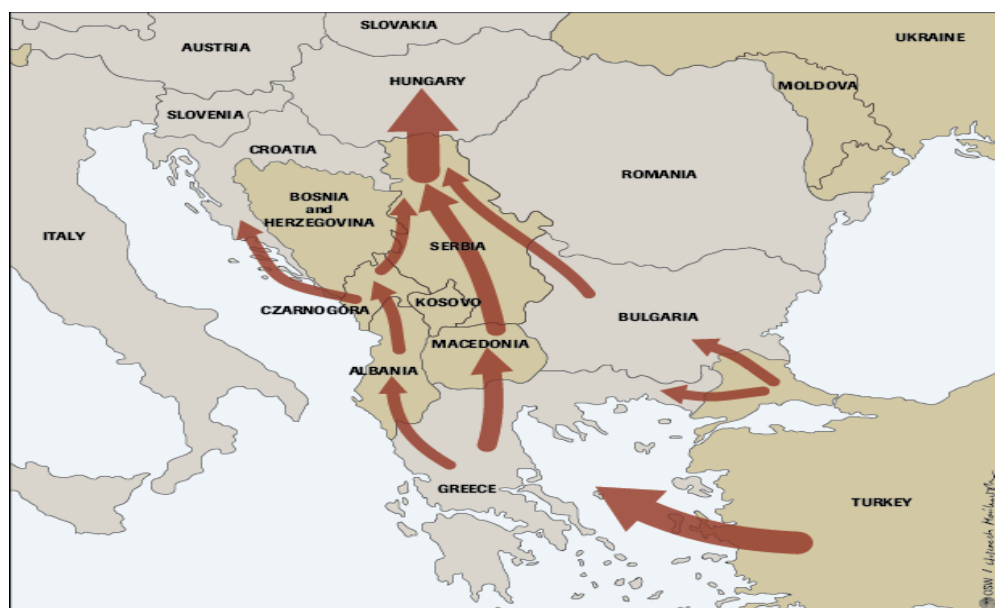 SLOVAKIA
AUSTRIA
UKRAINE
HUNGARY
MOLDOVA
SLOVENIA
CROATIA
ROMANIA
BOSNIA
and
HERZEGOVINA
ITALY
SERBIA
CZARNOGÓRA
KOSOVO
BULGARIA
MACEDONIA
ALBANIA
GREECE
TURKEY
© OSW /